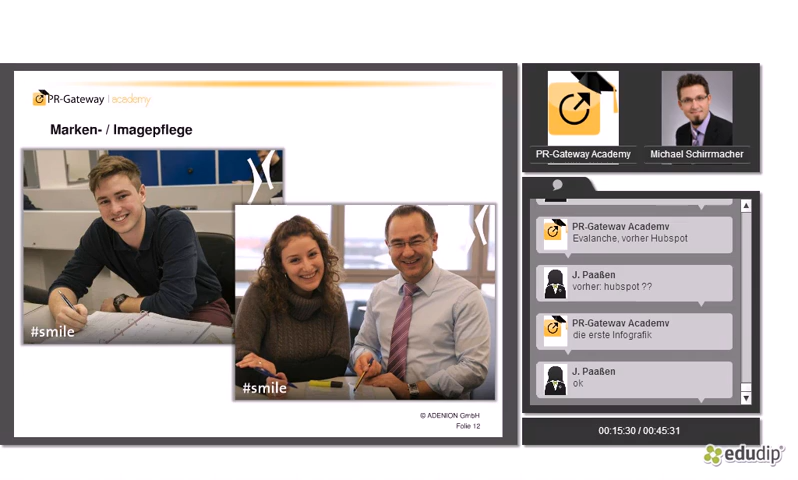 PR-Gateway | academy
Marken- / Imagepflege
#smile
#smile
© ADENION GmbH
Folie 12
PR-Gateway Academy
Michael Schirrmacher
PR-Gateway Academy
Evalanche, vorher Hubspot
J. Paaßen
vorher: hubspot ??
PR-Gateway Academy
die erste Infografik
J. Paaßen
ok
00:15:30 / 00:45:31
edudip